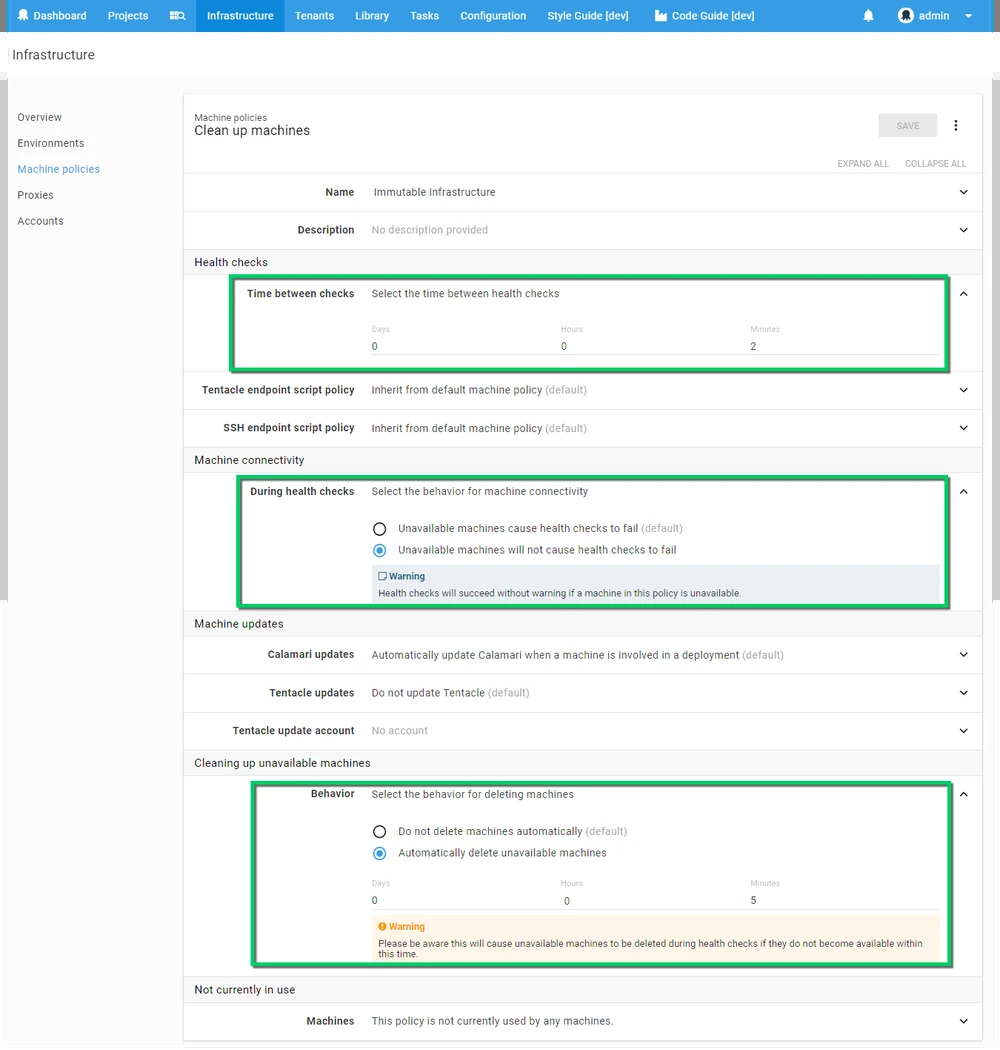 Dashboard Projects Infrastructure Tenants Library Tasks Configuration Style Guide [dev] Code Guide [dev] admin
Infrastructure
Overview
Environments
Machine policies
Proxies
Accounts
Machine policies
Clean up machines
SAVE
EXPAND ALL COLLAPSE ALL
Name Immutable Infrastructure
Description No description provided
Health checks
Time between checks Select the time between health checks
Days Hours Minutes
0 0 2
Tentacle endpoint script policy Inherit from default machine policy (default)
SSH endpoint script policy Inherit from default machine policy (default)
Machine connectivity
During health checks Select the behavior for machine connectivity
Unavailable machines cause health checks to fail (default)
Unavailable machines will not cause health checks to fail
Warning
Health checks will succeed without warning if a machine in this policy is unavailable.
Machine updates
Calamari updates Automatically update Calamari when a machine is involved in a deployment (default)
Tentacle updates Do not update Tentacle (default)
Tentacle update account No account
Cleaning up unavailable machines
Behavior Select the behavior for deleting machines
Do not delete machines automatically (default)
Automatically delete unavailable machines
Days Hours Minutes
0 0 5
Warning
Please be aware this will cause unavailable machines to be deleted during health checks if they do not become available within
this time.
Not currently in use
Machines This policy is not currently used by any machines.